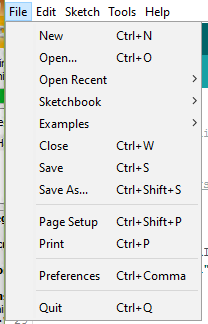 File Edit Sketch Tools Help
New Ctrl+N
Open... Ctrl+O
Open Recent
Sketchbook
Examples
Close Ctrl+W
Save Ctrl+S
Save As... Ctrl+Shift+S
Page Setup Ctrl+Shift+P
Print Ctrl+P
Preferences Ctrl+Comma
Quit Ctrl+Q